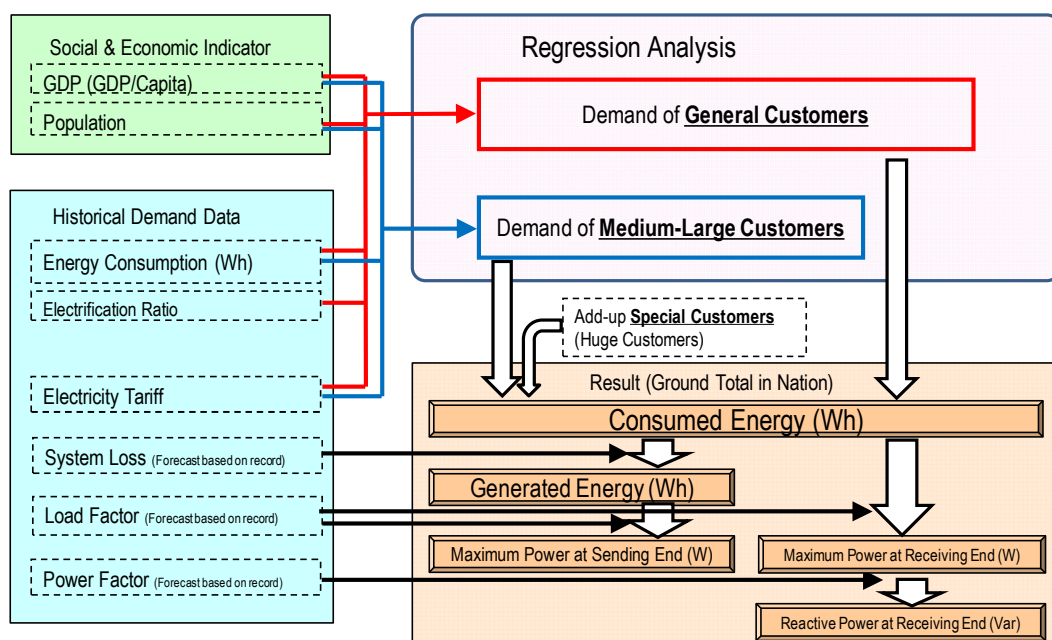 Social & Economic Indicator
GDP (GDP/Capita)
Population
Historical Demand Data
Energy Consumption (Wh)
Electrification Ratio
Electricity Tariff
System Loss (Forecast based on record)
Load Factor (Forecast based on record)
Power Factor (Forecast based on record)
Regression Analysis
Demand of General Customers
Demand of Medium-Large Customers
Add-up Special Customers
(Huge Customers)
Result (Ground Total in Nation)
Consumed Energy (Wh)
Generated Energy (Wh)
Maximum Power at Sending End (W)
Maximum Power at Receiving End (W)
Reactive Power at Receiving End (Var)